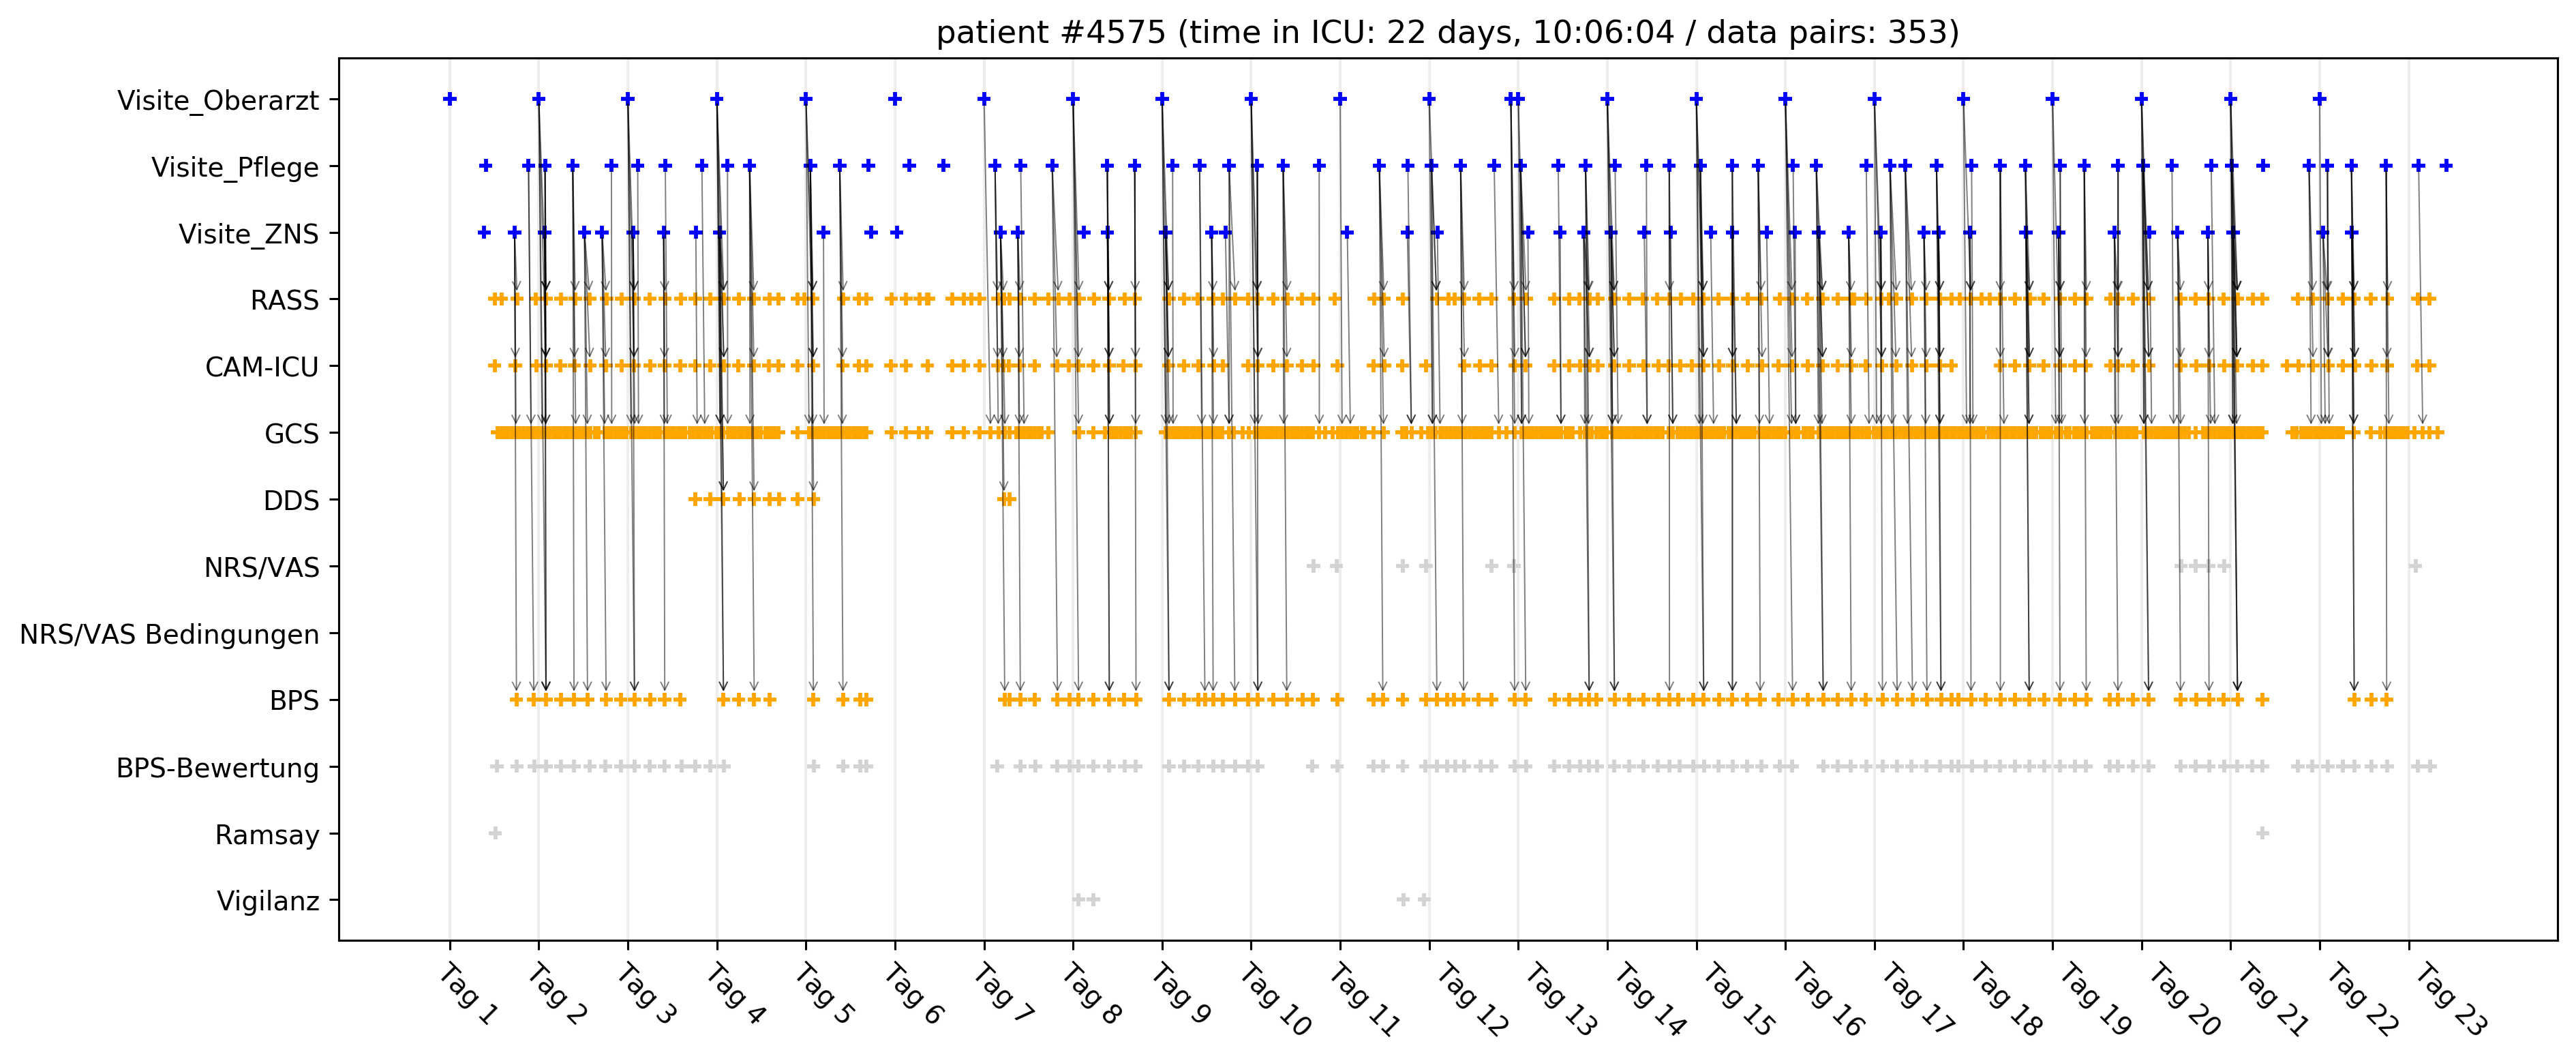 patient #4575 (time in ICU: 22 days, 10:06:04 / data pairs: 353)
Visite_Oberarzt
Visite_Pflege
Visite_ZNS
RASS
CAM-ICU
GCS
DDS
NRS/VAS
NRS/VAS Bedingungen
BPS
BPS-Bewertung
Ramsay
Vigilanz
Tag 1
Tag 2
Tag 3
Tag 4
Tag 5
Tag 6
Tag 7
Tag 8
Tag 9
Tag 10
Tag 11
Tag 12
Tag 13
Tag 14
Tag 15
Tag 16
Tag 17
Tag 18
Tag 19
Tag 20
Tag 21
Tag 22
Tag 23